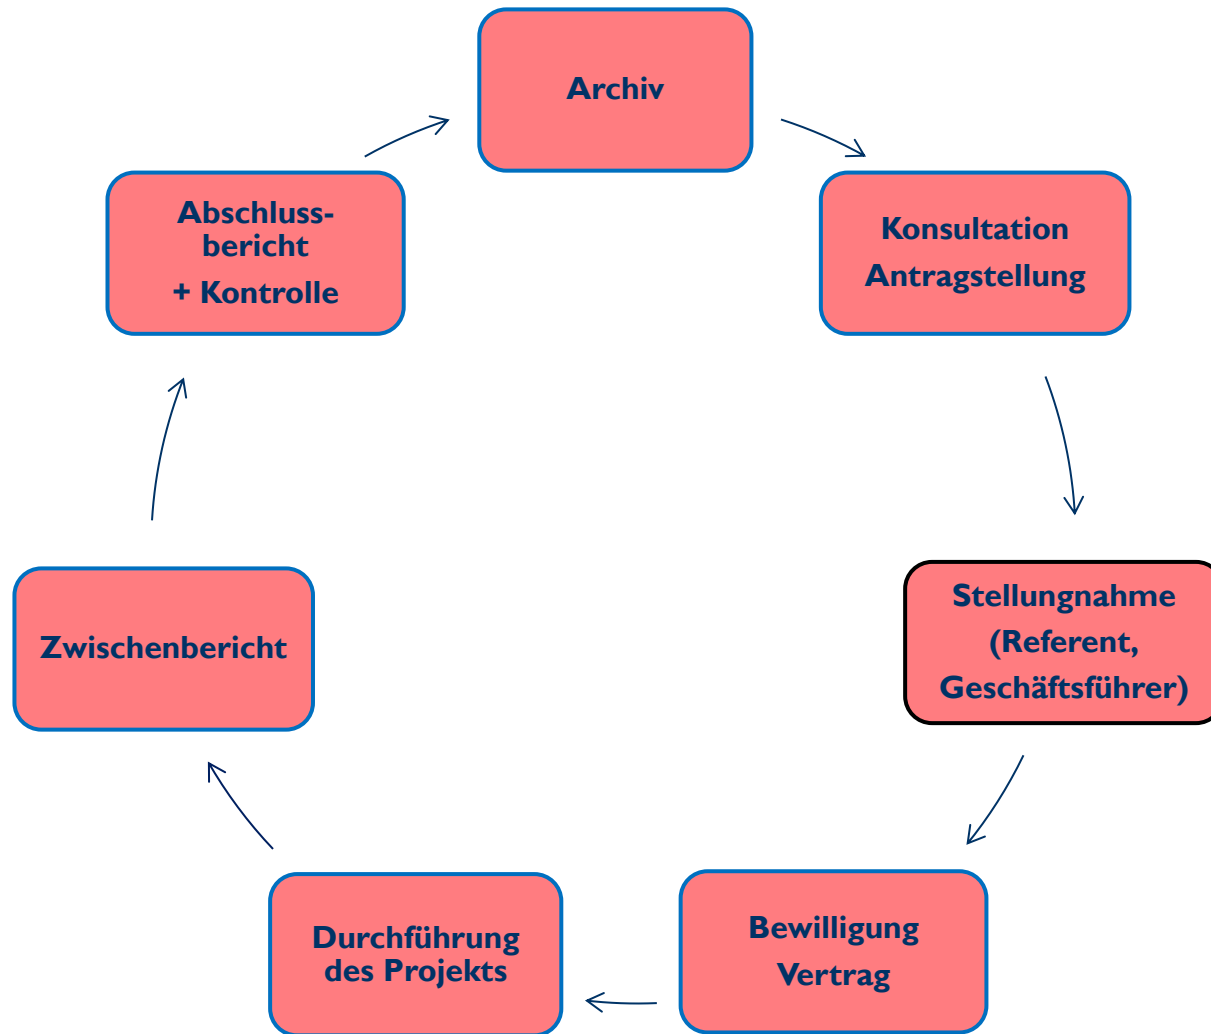 Archiv
Konsultation
Antragstellung
Stellungnahme
(Referent,
Geschäftsführer)
Bewilligung
Vertrag
Durchführung
des Projekts
Zwischenbericht
Abschluss-
bericht
+ Kontrolle